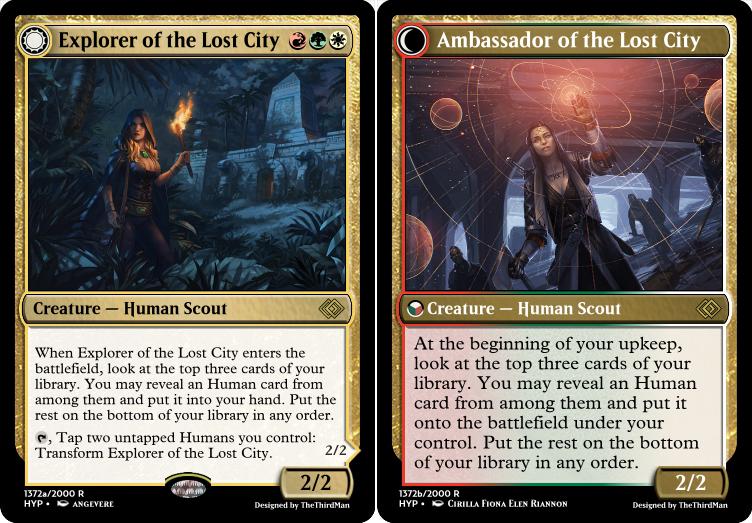 Explorer of the Lost City
Creature — Human Scout
When Explorer of the Lost City enters the
battlefield, look at the top three cards of your
library. You may reveal an Human card from
among them and put it into your hand. Put the
rest on the bottom of your library in any order.
, Tap two untapped Humans you control:
Transform Explorer of the Lost City.
2/2
2/2
1372a/2000 R
HYP • ANGEVERE
Designed by TheThirdMan
Ambassador of the Lost City
Creature — Human Scout
At the beginning of your upkeep,
look at the top three cards of your
library. You may reveal an Human
card from among them and put it
onto the battlefield under your
control. Put the rest on the bottom
of your library in any order.
2/2
1372b/2000 R
HYP • Cirilla Fiona Elen Riannon
Designed by TheThirdMan